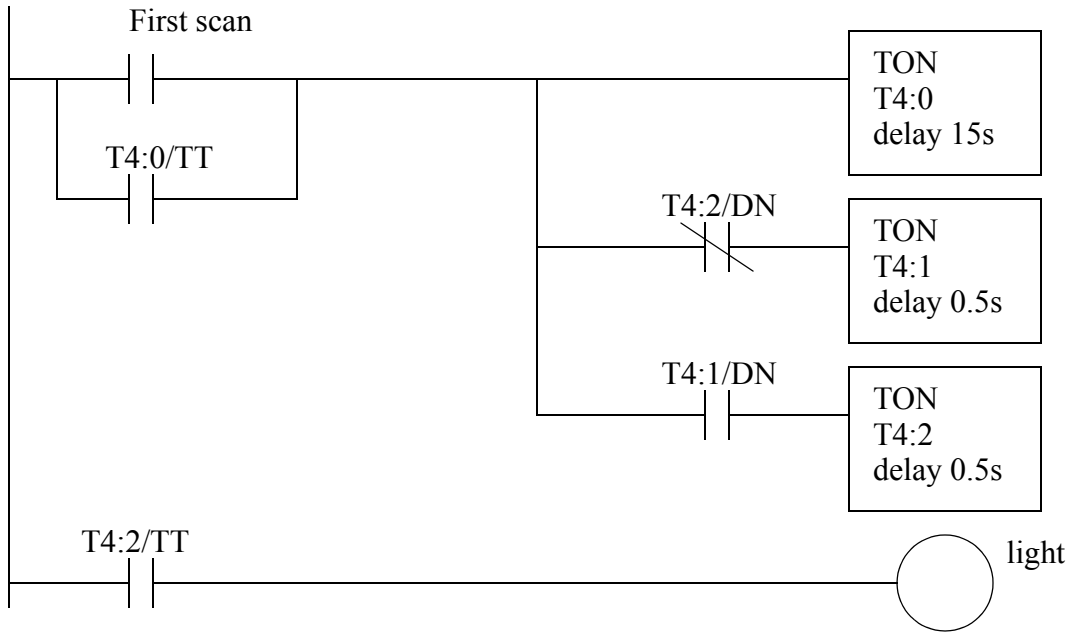 First scan
TON
T4:0
delay 15s
T4:0/TT
T4:2/DN
TON
T4:1
delay 0.5s
T4:1/DN
TON
T4:2
delay 0.5s
T4:2/TT
light